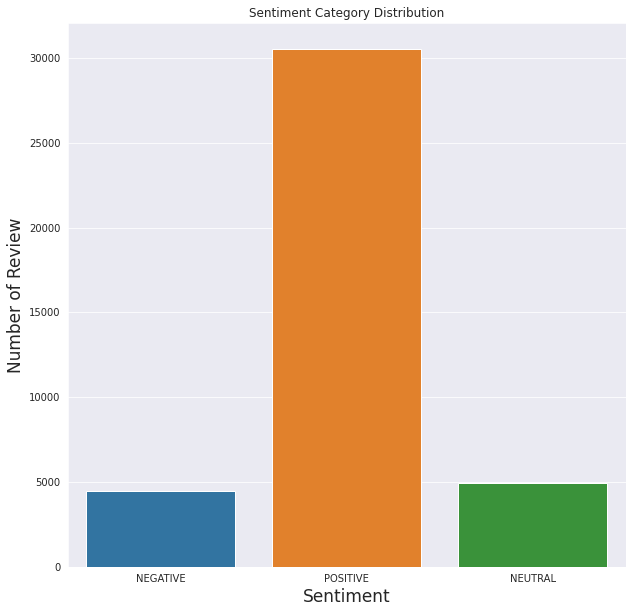 Sentiment Category Distribution
Number of Review
30000
25000
20000
15000
10000
5000
0
NEGATIVE POSITIVE NEUTRAL
Sentiment